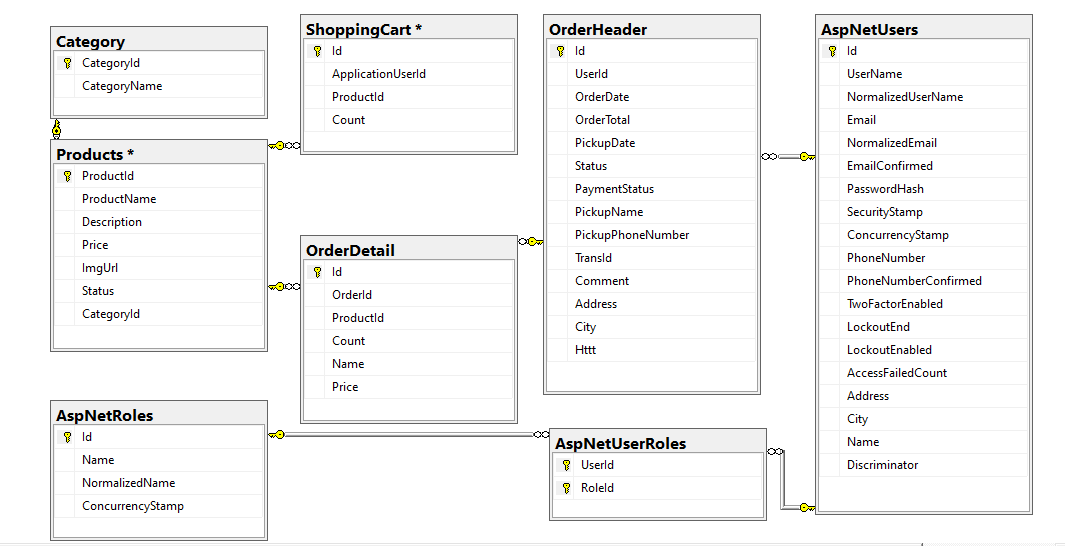 Category
CategoryId
CategoryName
Products *
ProductId
ProductName
Description
Price
ImgUrl
Status
CategoryId
AspNetRoles
Id
Name
NormalizedName
ConcurrencyStamp
ShoppingCart *
Id
ApplicationUserId
ProductId
Count
OrderDetail
Id
OrderId
ProductId
Count
Name
Price
OrderHeader
Id
UserId
OrderDate
OrderTotal
PickupDate
Status
PaymentStatus
PickupName
PickupPhoneNumber
TransId
Comment
Address
City
Httt
AspNetUserRoles
UserId
RoleId
AspNetUsers
Id
UserName
NormalizedUserName
Email
NormalizedEmail
EmailConfirmed
PasswordHash
SecurityStamp
ConcurrencyStamp
PhoneNumber
PhoneNumberConfirmed
TwoFactorEnabled
LockoutEnd
LockoutEnabled
AccessFailedCount
Address
City
Name
Discriminator